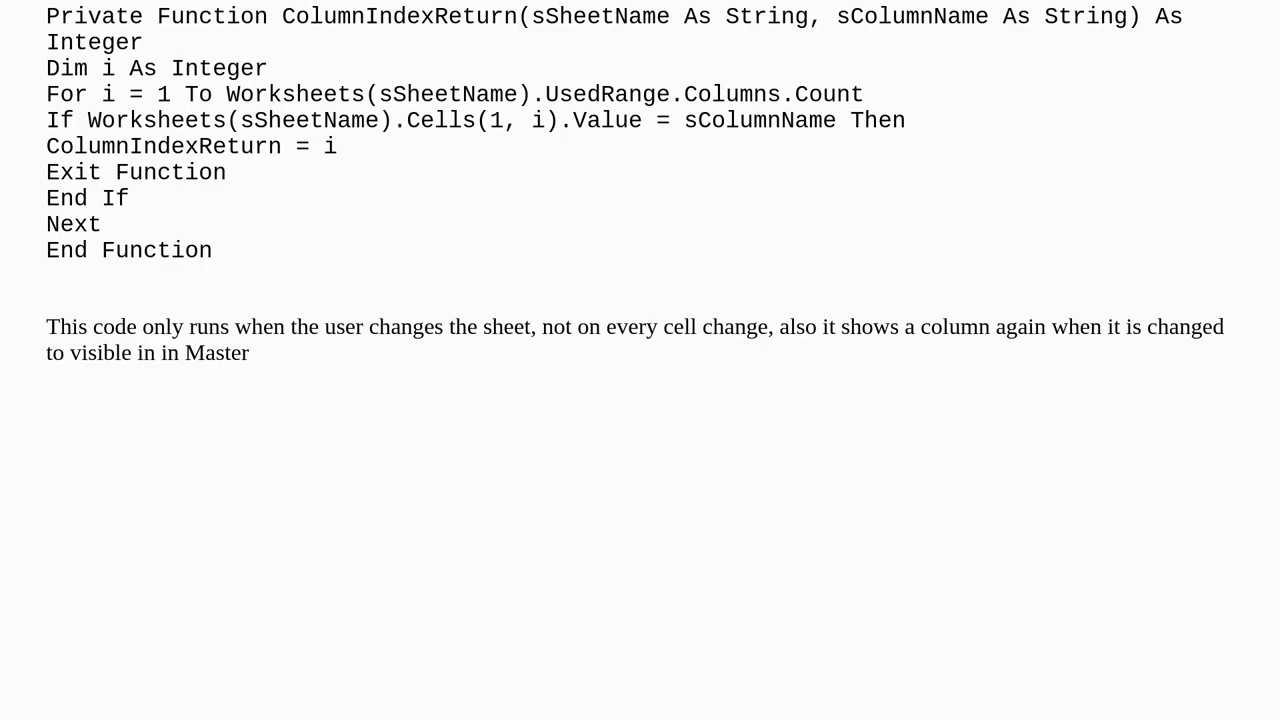 Private Function ColumnIndexReturn(sSheetName As String, sColumnName As String) As
Integer
Dim i As Integer
For i = 1 To Worksheets(sSheetName).UsedRange.Columns.Count
If Worksheets(sSheetName).Cells(1, i).Value = sColumnName Then
ColumnIndexReturn = i
Exit Function
End If
Next
End Function
This code only runs when the user changes the sheet, not on every cell change, also it shows a column again when it is changed
to visible in in Master